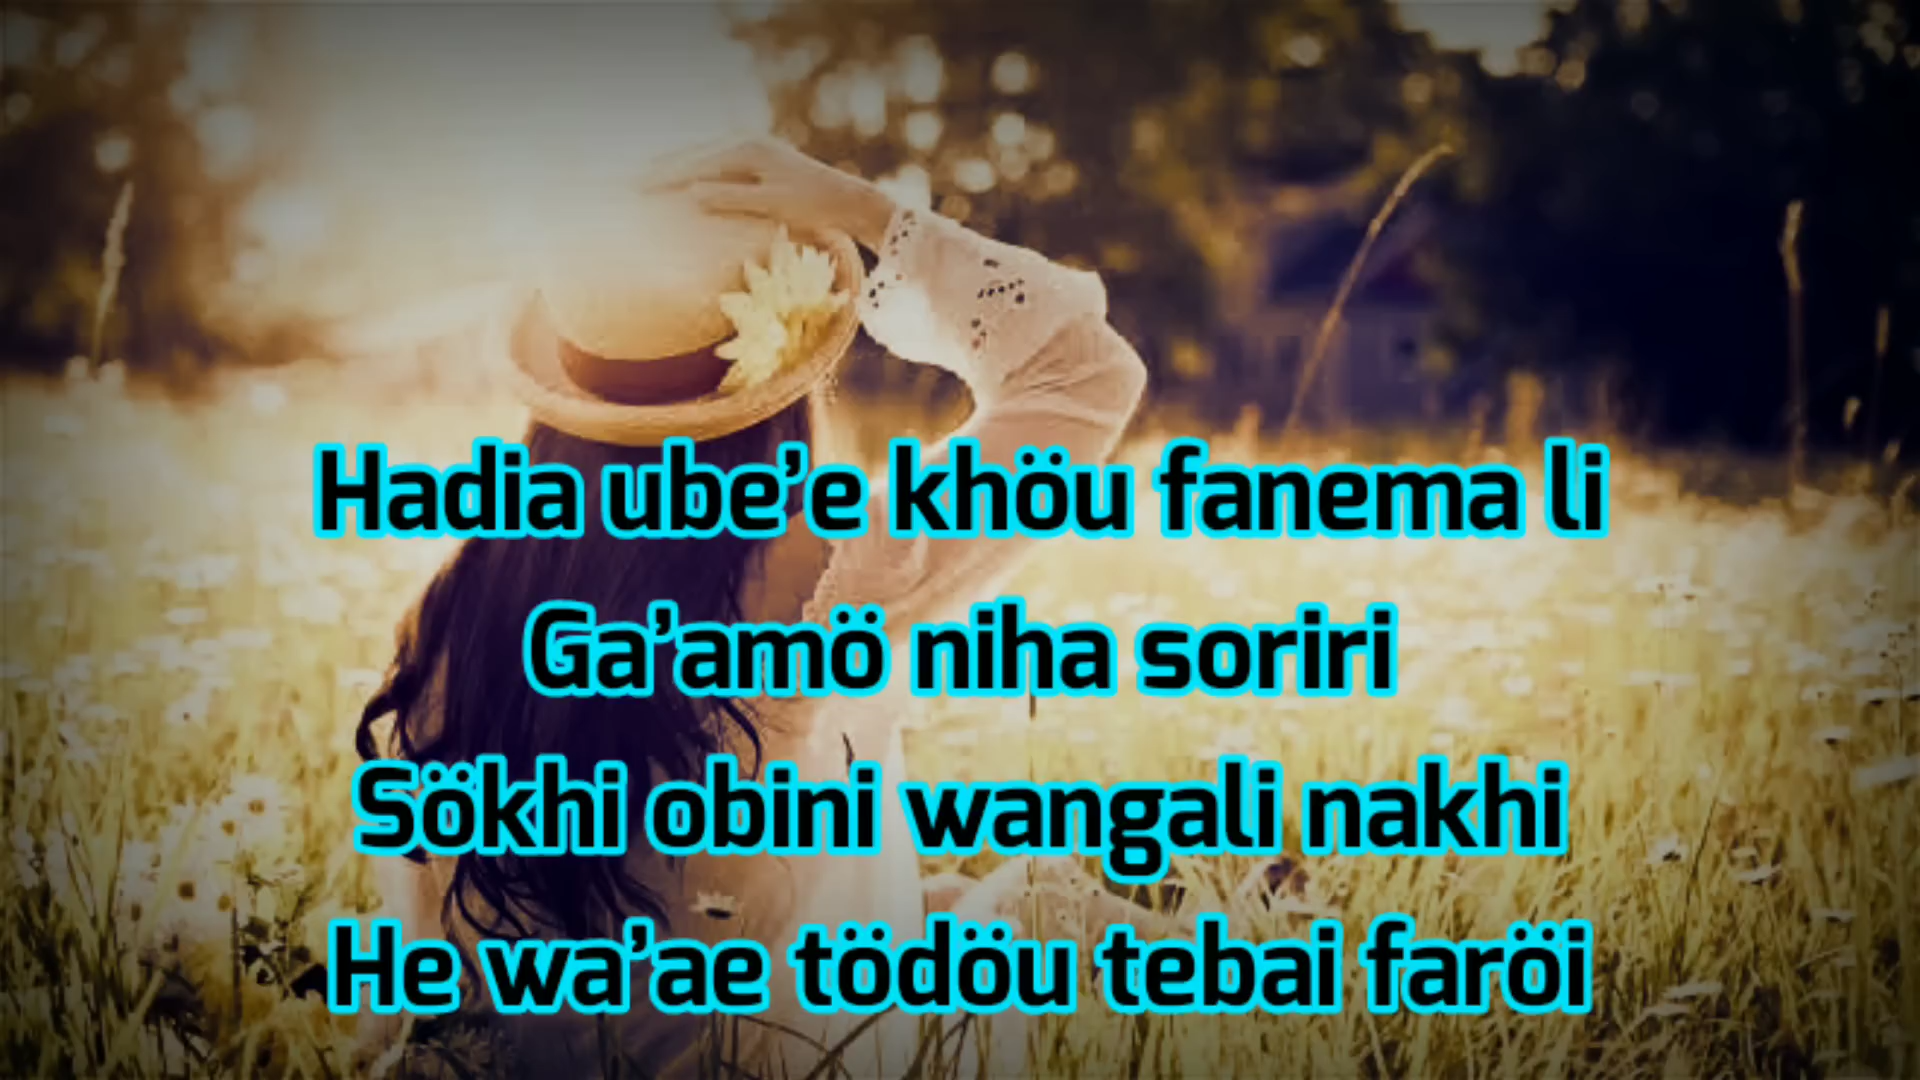 Hadia ube’e khöu fanema li
Ga’amö niha soriri
Sökhi obini wangali nakhi
He wa’ae tödöu tebai faröi